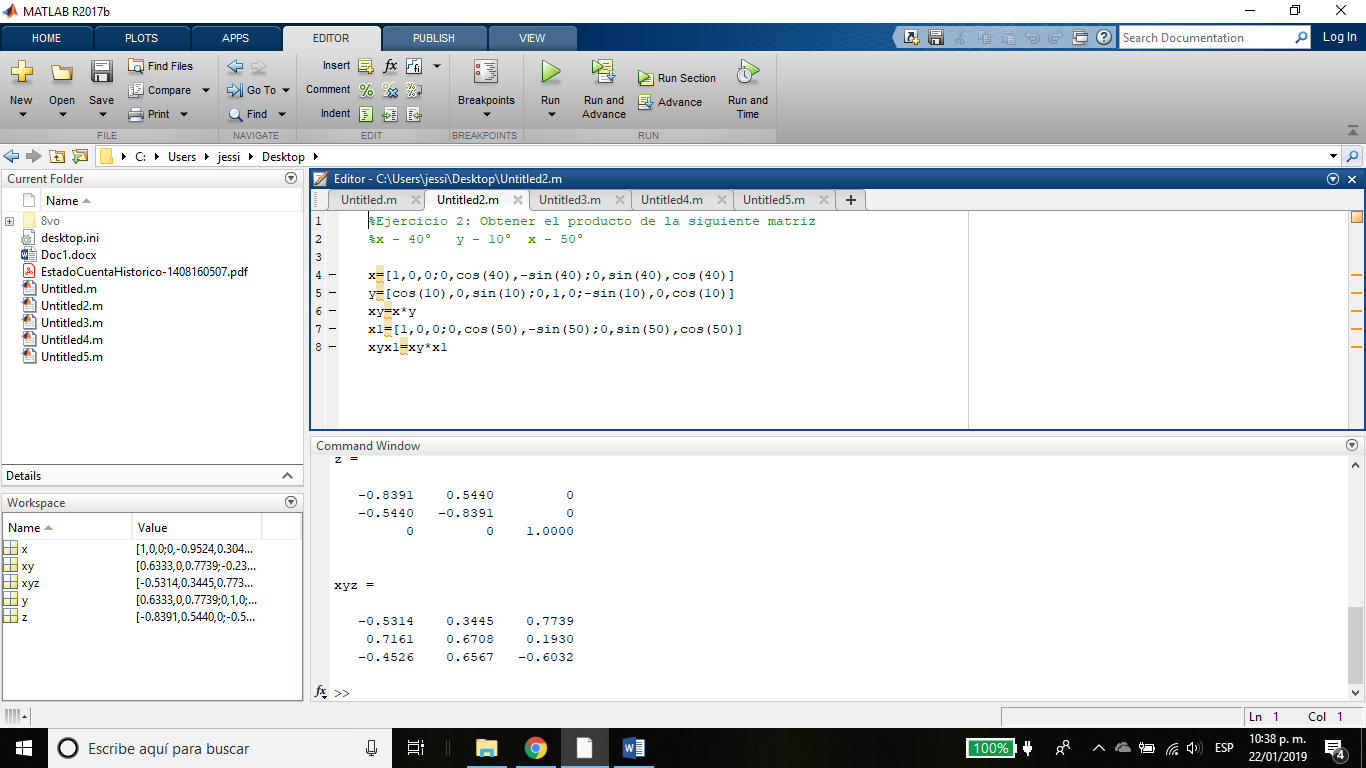 MATLAB R2017b
HOME PLOTS APPS EDITOR PUBLISH VIEW
Search Documentation
Log In
New Open Save
Find Files
Compare
Print
Go To
Find
Insert fx
Comment
Indent
Breakpoints
Run
Run and Advance
Run Section
Advance
Run and Time
FILE NAVIGATE EDIT BREAKPOINTS RUN
C: Users jessi Desktop
Current Folder
Name
8vo
desktop.ini
Doc1.docx
EstadoCuentaHistorico-1408160507.pdf
Untitled.m
Untitled2.m
Untitled3.m
Untitled4.m
Untitled5.m
Details
Workspace
Name Value
x [1,0,0;0,-0.9524,0.304...
xy [0.6333,0,0.7739;-0.23...
xyz [-0.5314,0.3445,0.773...
y [0.6333,0,0.7739;0,1,0;...
z [-0.8391,0.5440,0;-0.5...
Editor - C:\Users\jessi\Desktop\Untitled2.m
Untitled.m Untitled2.m Untitled3.m Untitled4.m Untitled5.m
1 %Ejercicio 2: Obtener el producto de la siguiente matriz
2 %x - 40° y - 10° x - 50°
3
4 - x=[1,0,0;0,cos(40),-sin(40);0,sin(40),cos(40)]
5 - y=[cos(10),0,sin(10);0,1,0;-sin(10),0,cos(10)]
6 - xy=x*y
7 - x1=[1,0,0;0,cos(50),-sin(50);0,sin(50),cos(50)]
8 - xyx1=xy*x1
Command Window
z =
-0.8391 0.5440 0
-0.5440 -0.8391 0
0 0 1.0000
xyz =
-0.5314 0.3445 0.7739
0.7161 0.6708 0.1930
-0.4526 0.6567 -0.6032
fx >>
Ln 1 Col 1
Escribe aquí para buscar
100%
ESP
10:38 p. m.
22/01/2019
4